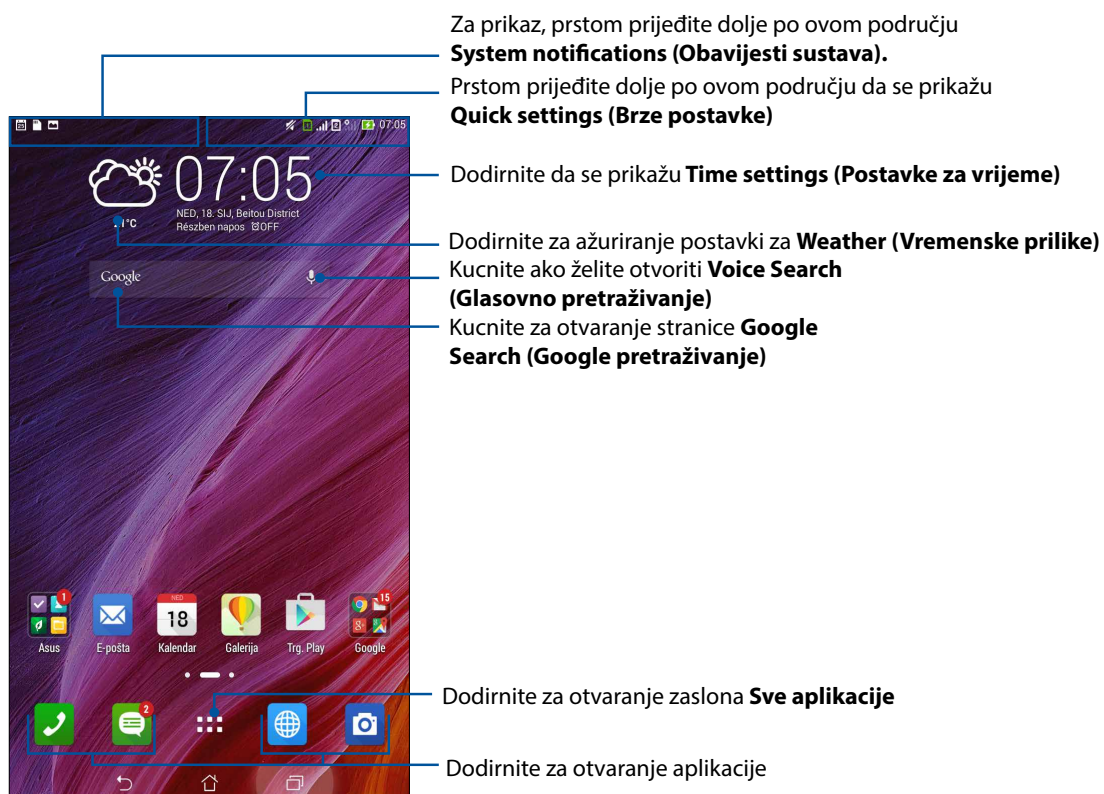 Za prikaz, prstom prijeđite dolje po ovom području
System notifications (Obavijesti sustava).
Prstom prijeđite dolje po ovom području da se prikažu
Quick settings (Brze postavke)
07:05
07:05
Dodirnite da se prikažu Time settings (Postavke za vrijeme)
NED, 18. SIJ, Beitou District
Részben napos OFF
1°C
Dodirnite za ažuriranje postavki za Weather (Vremenske prilike)
Kucnite ako želite otvoriti Voice Search
(Glasovno pretraživanje)
Google
Kucnite za otvaranje stranice Google
Search (Google pretraživanje)
1
NED
18
15
8+
Asus
E-pošta
Kalendar
Galerija
Trg. Play
Google
Dodirnite za otvaranje zaslona Sve aplikacije
2
Dodirnite za otvaranje aplikacije